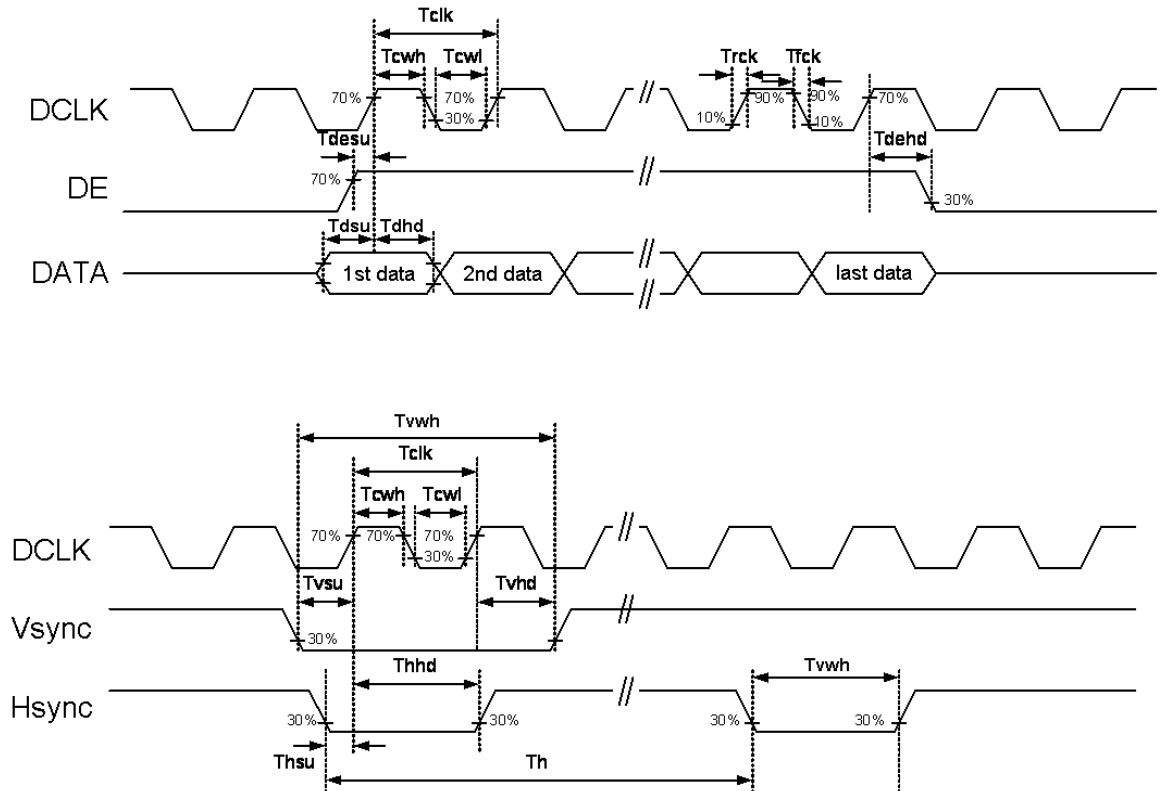 Tclk
Tcwh Tcwl Trck Tfck
DCLK 70% 70% 30% 10% 90% 90% 10% 70%
Tdesu Tdehd
DE 70% 30%
Tdsu Tdhd
DATA 1st data 2nd data last data
Tvwh
Tclk
Tcwh Tcwl
DCLK 70% 70% 70% 30%
Tvsu Tvhd
Vsync 30%
Thhd Tvwh
Hsync 30% 30% 30% 30%
Thsu Th